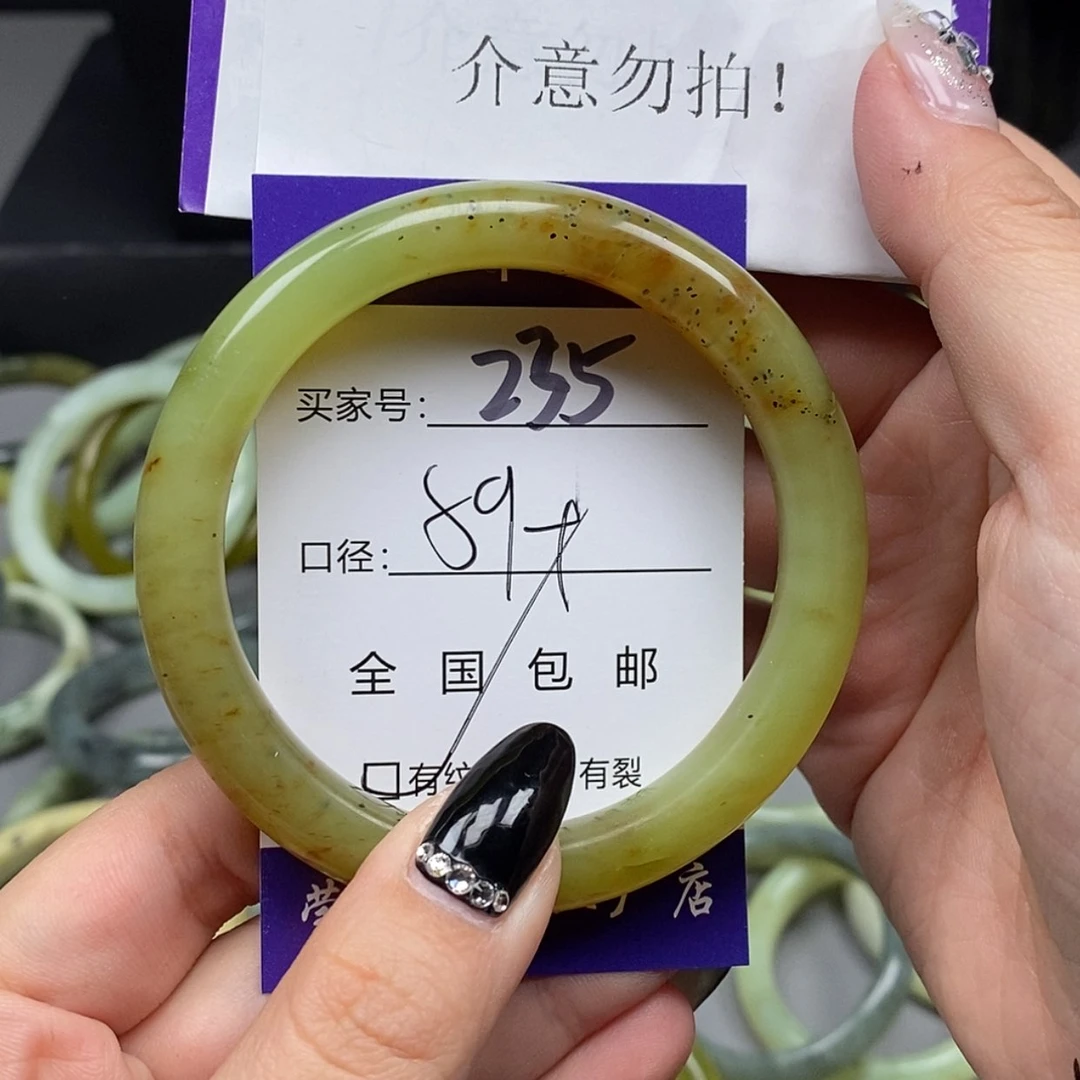 介意勿拍!
买家号: 235
口径:
全国包邮
口有纹
有裂
店